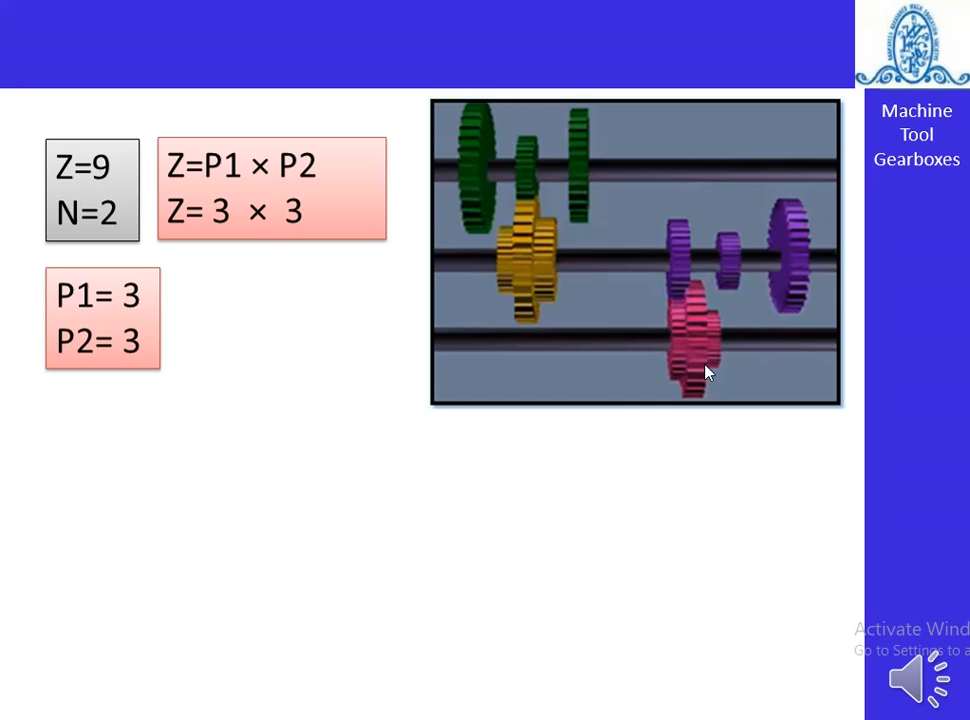 Machine
Tool
Gearboxes
Z=9
N=2
Z=P1 × P2
Z= 3 × 3
P1= 3
P2= 3
Activate Wind
Go to Settings to a